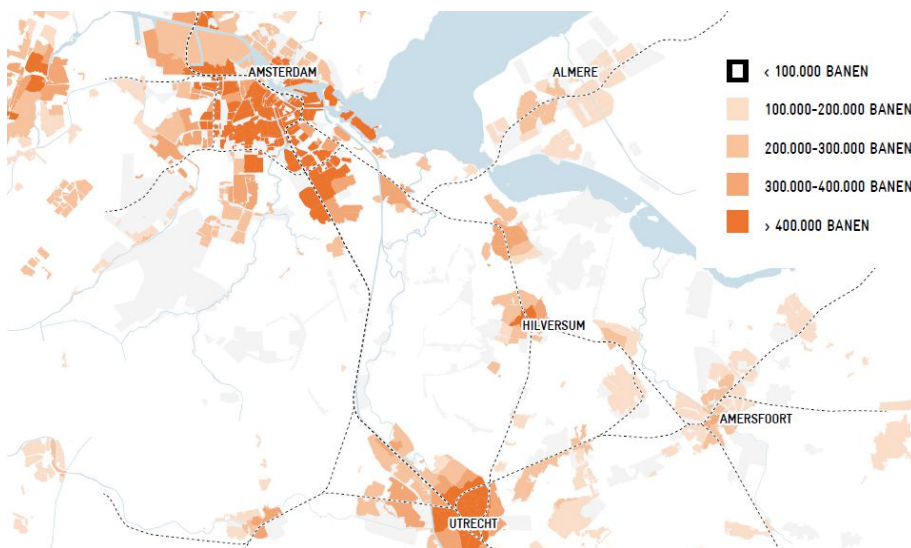 AMSTERDAM
ALMERE
HILVERSUM
AMERSFOORT
UTRECHT
< 100.000 BANEN
100.000-200.000 BANEN
200.000-300.000 BANEN
300.000-400.000 BANEN
> 400.000 BANEN